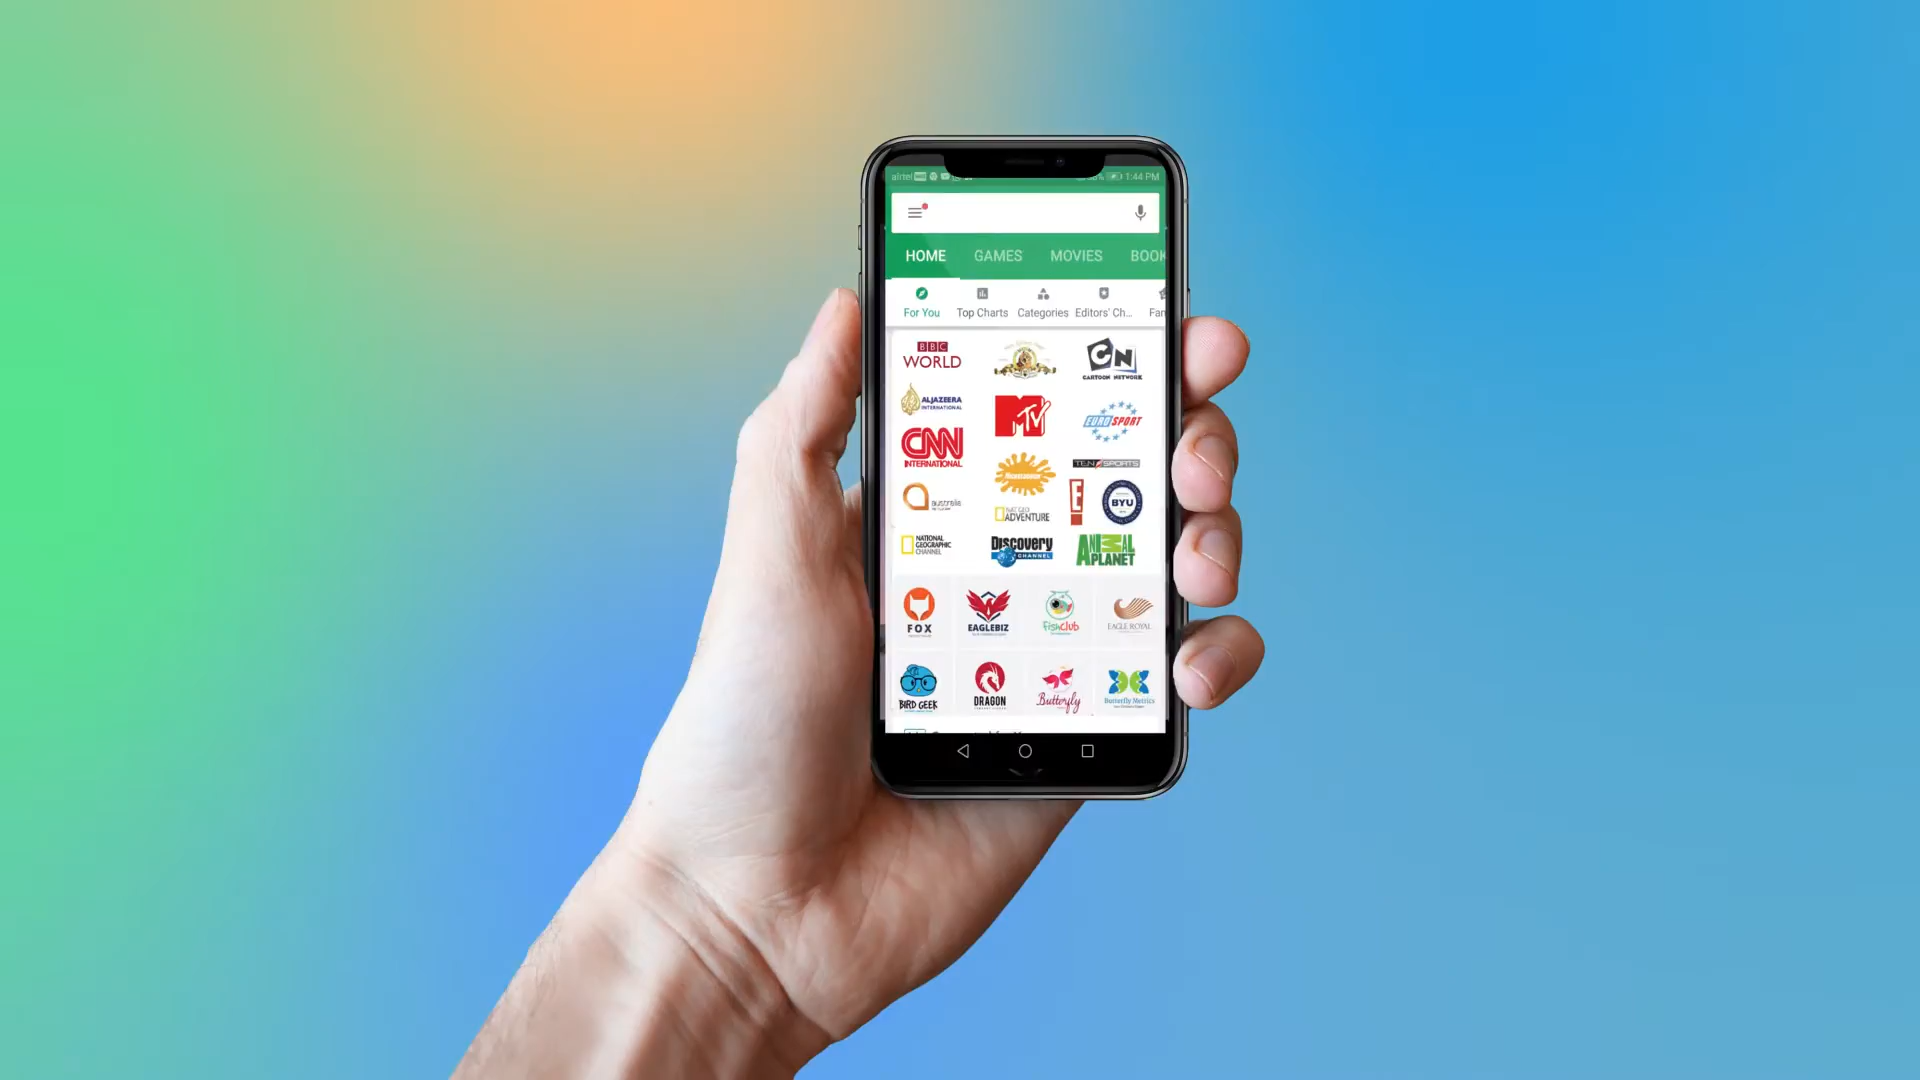 airtel
1:44 PM
HOME GAMES MOVIES BOOK
For You Top Charts Categories Editors' Ch... Fam
BBC
WORLD
CN
CARTOON NETWORK
ALJAZEERA
INTERNATIONAL
MTV
EUROSPORT
CNN
INTERNATIONAL
nickelodeon
TEN SPORTS
australia
NAT GEO
ADVENTURE
E!
BYU
NATIONAL
GEOGRAPHIC
CHANNEL
DISCOVERY
CHANNEL
ANIMAL
PLANET
FOX
EAGLEBIZ
fishClub
EAGLE ROYAL
BIRD GEEK
DRAGON
Butterfly
Butterfly Metrics